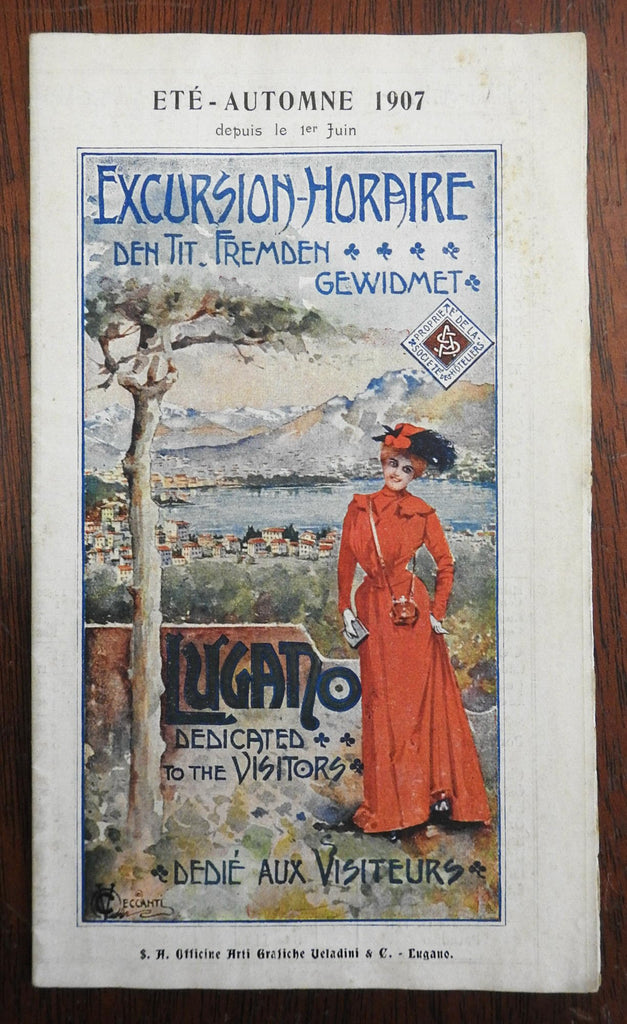 ETÉ - AUTOMNE 1907
depuis le 1er Juin
EXCURSION-HORAIRE
DEN TIT. FREMDEN
GEWIDMET
PROPRIÉTÉ DE LA
SOCIETÉ DES HÔTELIERS
LUGANO
DEDICATED
TO THE VISITORS
DEDIÉ AUX VISITEURS
S. A. Officine Arti Grafiche Veladini & C. - Lugano.